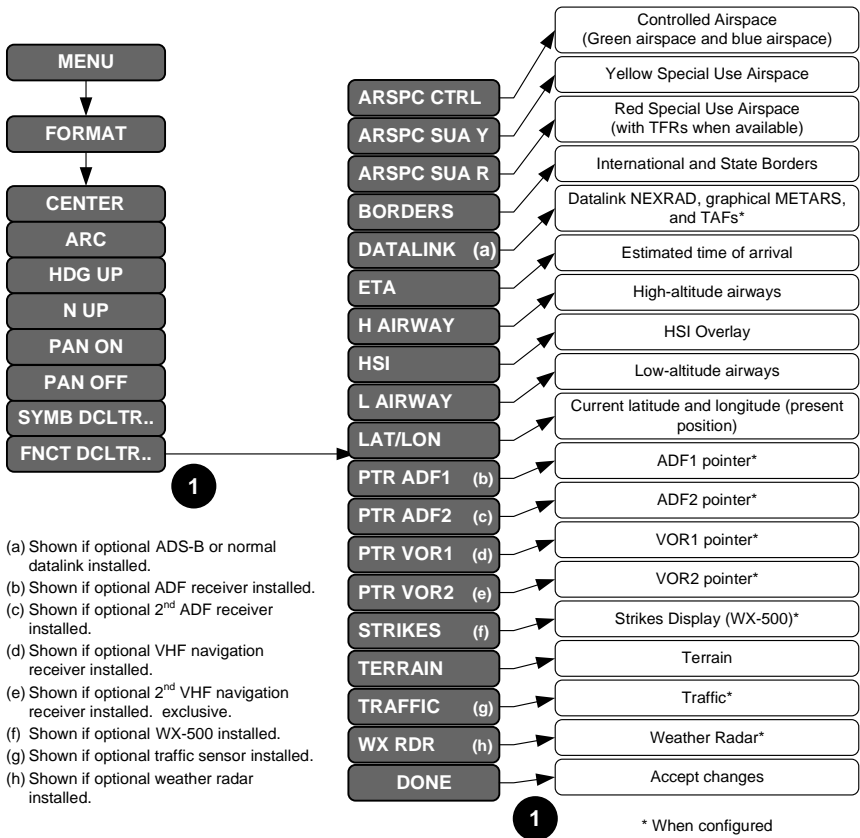 MENU
FORMAT
CENTER
ARC
HDG UP
N UP
PAN ON
PAN OFF
SYMB DCLTR..
FNCT DCLTR..
1
(a) Shown if optional ADS-B or normal
datalink installed.
(b) Shown if optional ADF receiver installed.
(c) Shown if optional 2nd ADF receiver
installed.
(d) Shown if optional VHF navigation
receiver installed.
(e) Shown if optional 2nd VHF navigation
receiver installed. exclusive.
(f) Shown if optional WX-500 installed.
(g) Shown if optional traffic sensor installed.
(h) Shown if optional weather radar
installed.
ARSPC CTRL
ARSPC SUA Y
ARSPC SUA R
BORDERS
DATALINK (a)
ETA
H AIRWAY
HSI
L AIRWAY
LAT/LON
PTR ADF1 (b)
PTR ADF2 (c)
PTR VOR1 (d)
PTR VOR2 (e)
STRIKES (f)
TERRAIN
TRAFFIC (g)
WX RDR (h)
DONE
1
Controlled Airspace
(Green airspace and blue airspace)
Yellow Special Use Airspace
Red Special Use Airspace
(with TFRs when available)
International and State Borders
Datalink NEXRAD, graphical METARS,
and TAFs*
Estimated time of arrival
High-altitude airways
HSI Overlay
Low-altitude airways
Current latitude and longitude (present
position)
ADF1 pointer*
ADF2 pointer*
VOR1 pointer*
VOR2 pointer*
Strikes Display (WX-500)*
Terrain
Traffic*
Weather Radar*
Accept changes
* When configured